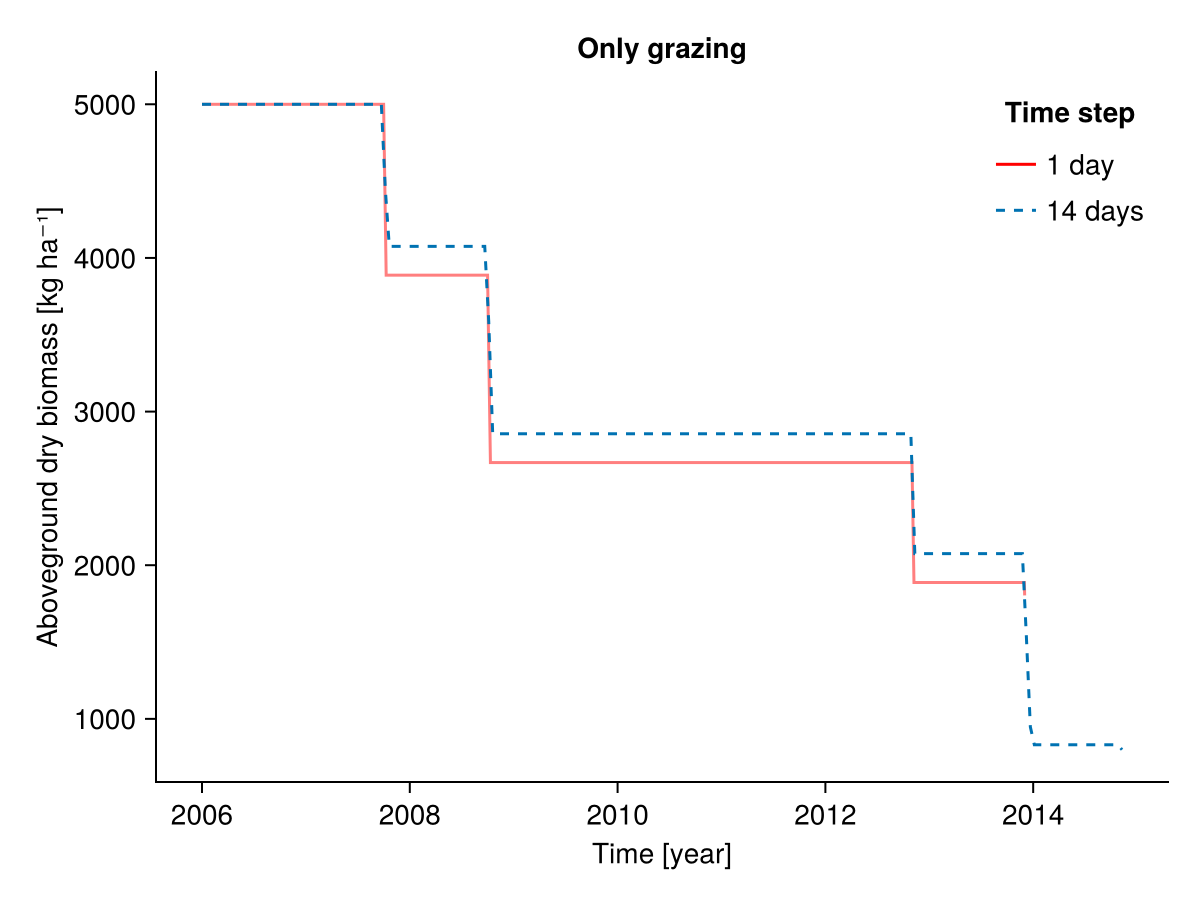 Only grazing
Time step
1 day
14 days
Aboveground dry biomass [kg ha⁻¹]
5000
4000
3000
2000
1000
2006 2008 2010 2012 2014
Time [year]